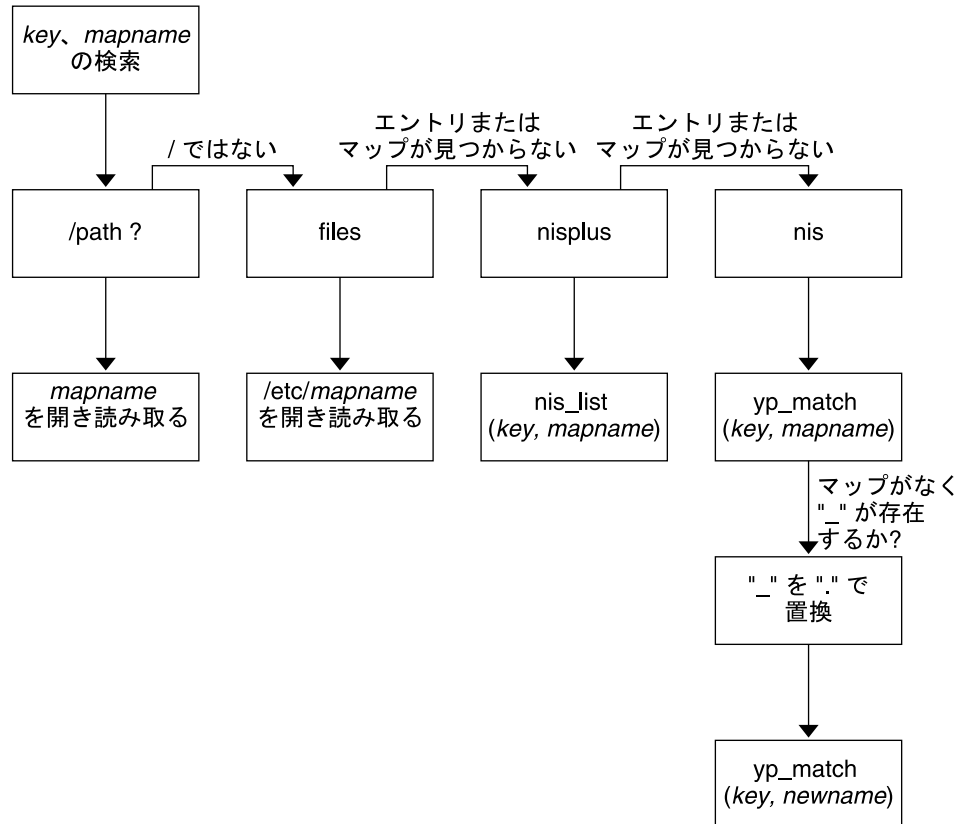 key、mapname
の検索
/ ではない
エントリまたは
マップが見つからない
エントリまたは
マップが見つからない
/path ?
files
nisplus
nis
mapname
を開き読み取る
/etc/mapname
を開き読み取る
nis_list
(key, mapname)
yp_match
(key, mapname)
マップがなく
"_" が存在
するか?
"_" を "." で
置換
yp_match
(key, newname)